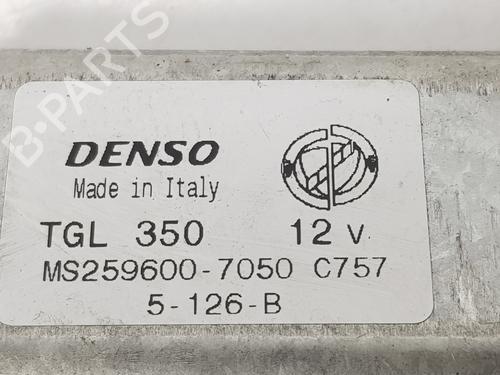 B-PARTS
DENSO
Made in Italy
TGL 350 12 V.
MS259600-7050 C757
5-126-B